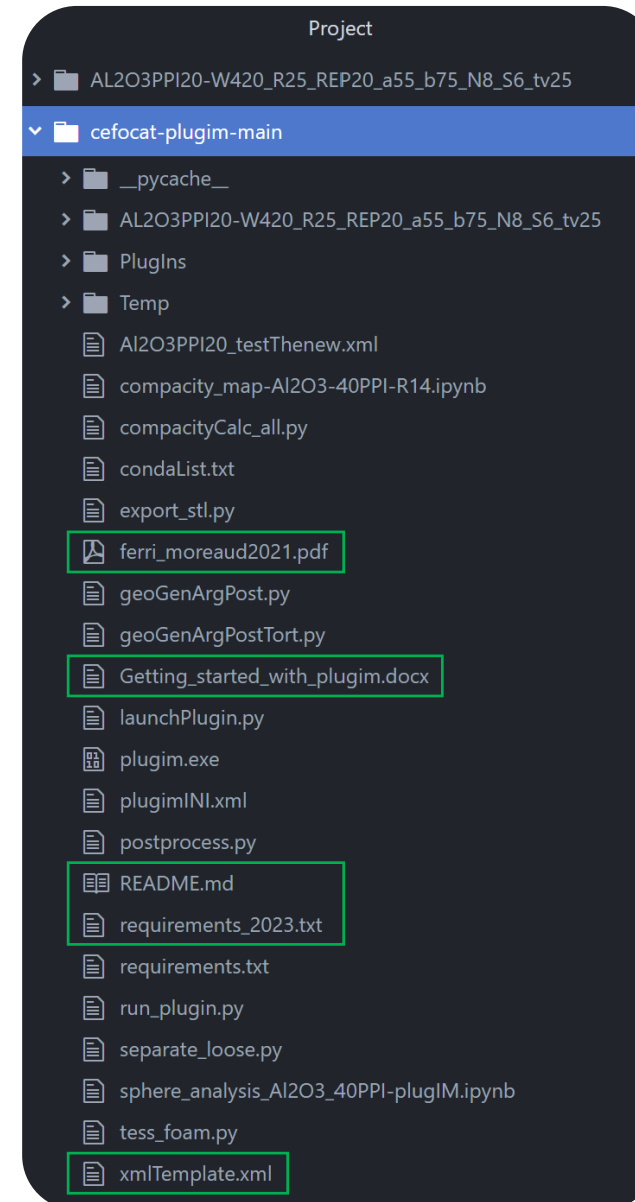 Project
AL2O3PPI20-W420_R25_REP20_a55_b75_N8_S6_tv25
cefocat-plugim-main
__pycache__
AL2O3PPI20-W420_R25_REP20_a55_b75_N8_S6_tv25
PlugIns
Temp
Al2O3PPI20_testThenew.xml
compacity_map-Al2O3-40PPI-R14.ipynb
compacityCalc_all.py
condaList.txt
export_stl.py
ferri_moreaud2021.pdf
geoGenArgPost.py
geoGenArgPostTort.py
Getting_started_with_plugim.docx
launchPlugin.py
plugim.exe
plugimINI.xml
postprocess.py
README.md
requirements_2023.txt
requirements.txt
run_plugin.py
separate_loose.py
sphere_analysis_Al2O3_40PPI-plugIM.ipynb
tess_foam.py
xmlTemplate.xml